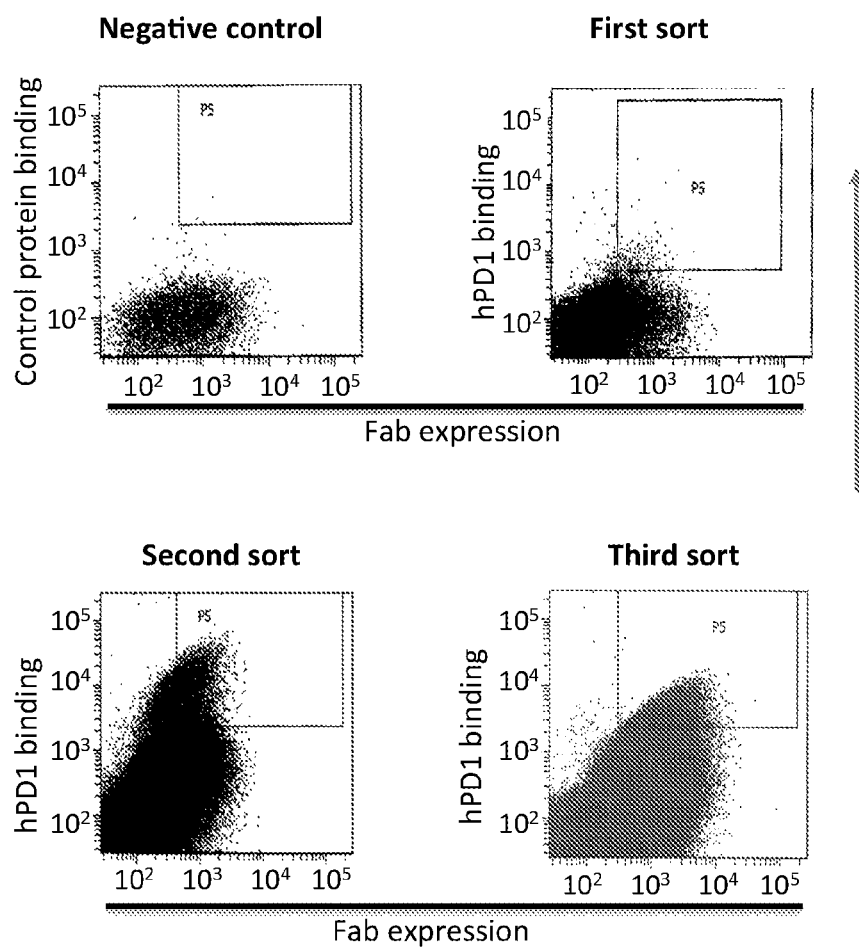 Negative control
Control protein binding
10⁵
10⁴
10³
10²
P5
10² 10³ 10⁴ 10⁵
First sort
hPD1 binding
10⁵
10⁴
10³
10²
P5
10² 10³ 10⁴ 10⁵
Fab expression
Second sort
hPD1 binding
10⁵
10⁴
10³
10²
P5
10² 10³ 10⁴ 10⁵
Third sort
hPD1 binding
10⁵
10⁴
10³
10²
P5
10² 10³ 10⁴ 10⁵
Fab expression